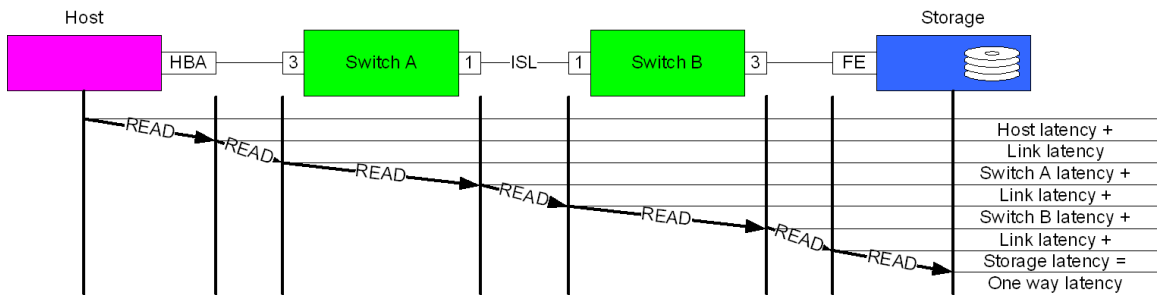 Host
Storage
HBA
3
Switch A
1
ISL
1
Switch B
3
FE
READ
READ
READ
READ
READ
READ
READ
Host latency +
Link latency
Switch A latency +
Link latency +
Switch B latency +
Link latency +
Storage latency =
One way latency